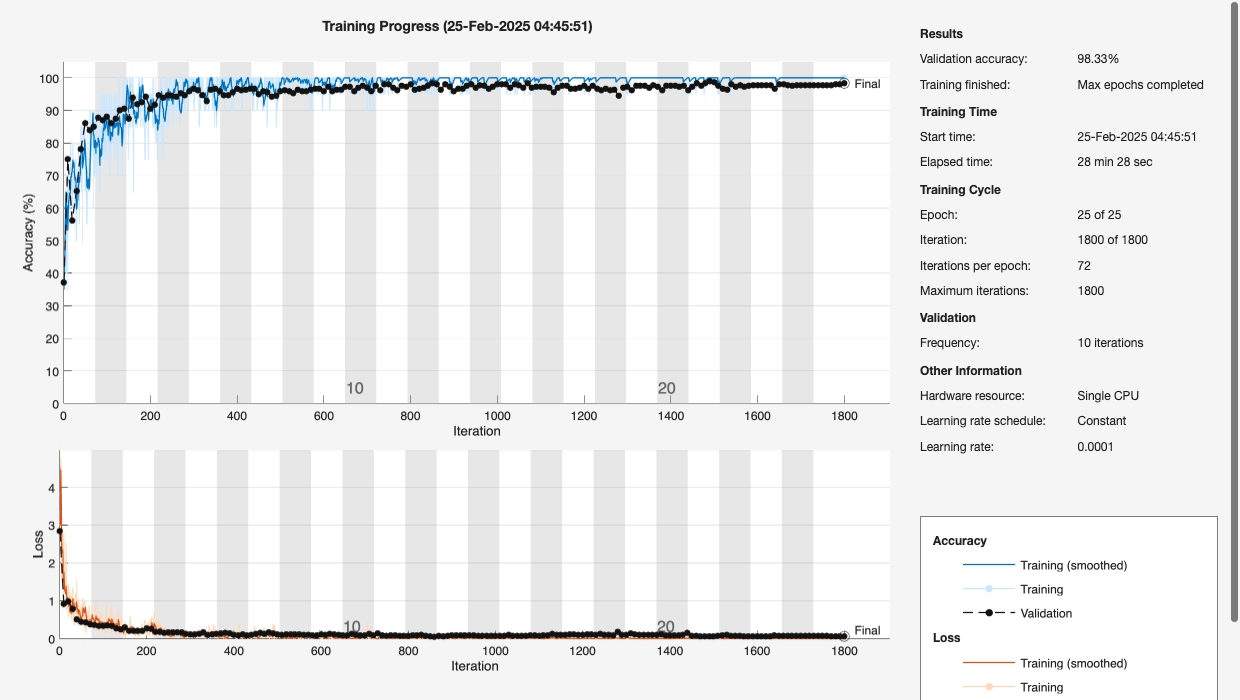 Training Progress (25-Feb-2025 04:45:51)
Accuracy (%)
100
90
80
70
60
50
40
30
20
10
0
Final
10
20
0 200 400 600 800 1000 1200 1400 1600 1800
Iteration
Loss
4
3
2
1
0
Final
10
20
0 200 400 600 800 1000 1200 1400 1600 1800
Iteration
Results
Validation accuracy: 98.33%
Training finished: Max epochs completed
Training Time
Start time: 25-Feb-2025 04:45:51
Elapsed time: 28 min 28 sec
Training Cycle
Epoch: 25 of 25
Iteration: 1800 of 1800
Iterations per epoch: 72
Maximum iterations: 1800
Validation
Frequency: 10 iterations
Other Information
Hardware resource: Single CPU
Learning rate schedule: Constant
Learning rate: 0.0001
Accuracy
Training (smoothed)
Training
Validation
Loss
Training (smoothed)
Training